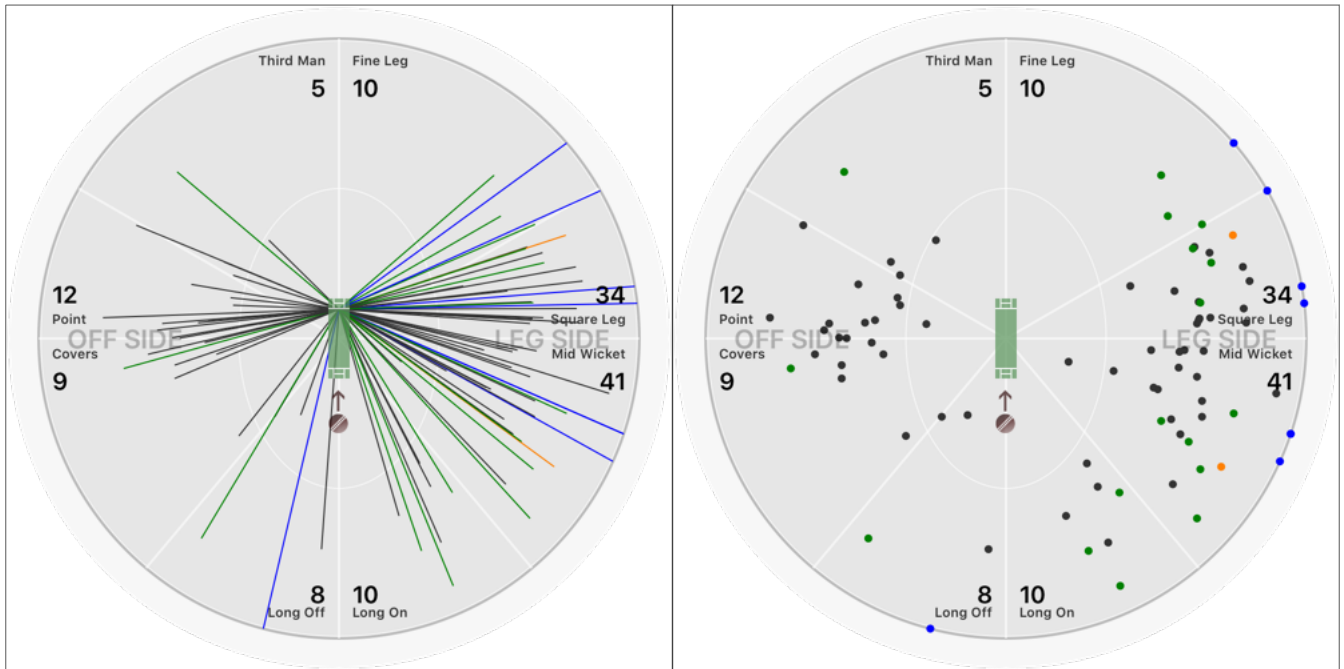 Third Man
5
Fine Leg
10
12
Point
OFF SIDE
Covers
9
34
Square Leg
LEG SIDE
Mid Wicket
41
8
Long Off
10
Long On
Third Man
5
Fine Leg
10
12
Point
OFF SIDE
Covers
9
34
Square Leg
LEG SIDE
Mid Wicket
41
8
Long Off
10
Long On